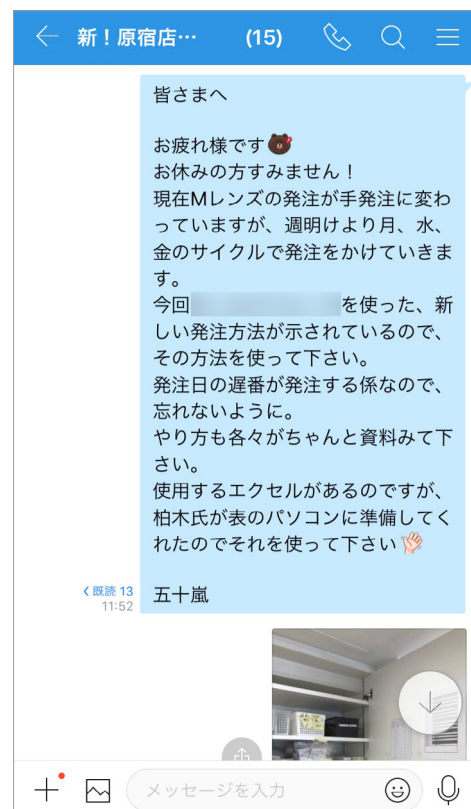 新！原宿店… (15)
皆さまへ
お疲れ様です
お休みの方すみません！
現在Mレンズの発注が手発注に変わ
っていますが、週明けより月、水、
金のサイクルで発注をかけていきま
す。
今回 を使った、新
しい発注方法が示されているので、
その方法を使って下さい。
発注日の遅番が発注する係なので、
忘れないように。
やり方も各々がちゃんと資料みて下
さい。
使用するエクセルがあるのですが、
柏木氏が表のパソコンに準備してく
れたのでそれを使って下さい
五十嵐
既読 13
11:52
メッセージを入力